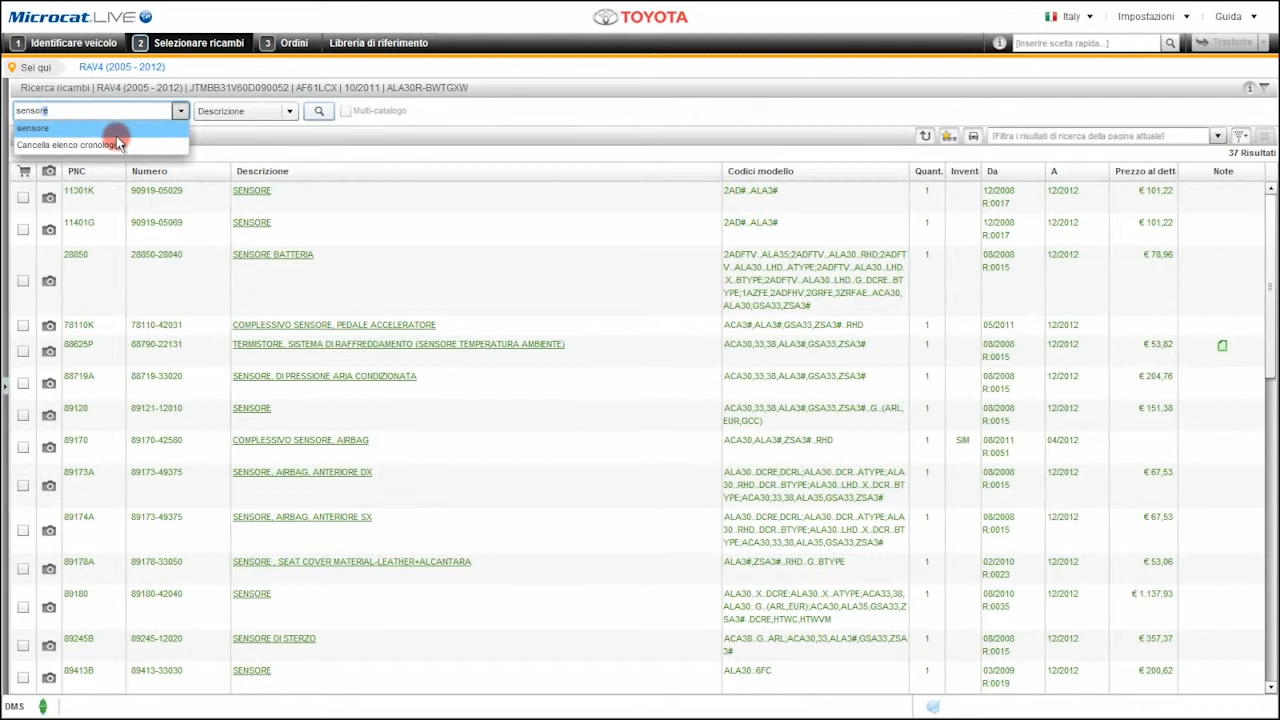 Microcat.LIVE
TOYOTA
Italy
Impostazioni
Guida
1 Identificare veicolo
2 Selezionare ricambi
3 Ordini
Libreria di riferimento
[Inserire scelta rapida...]
Trasferire
Sei qui
RAV4 (2005 - 2012)
Ricerca ricambi | RAV4 (2005 - 2012) | JTMBB31V60D090052 | AF61LCX | 10/2011 | ALA30R-BWTGXW
sensore
Descrizione
Multi-catalogo
sensore
[Filtra i risultati di ricerca della pagina attuale]
Cancella elenco cronolog
37 Risultati
PNC Numero Descrizione Codici modello Quant. Invent Da A Prezzo al dett Note
11301K 90919-05029 SENSORE 2AD#..ALA3# 1 12/2008 12/2012 € 101,22
R:0017
11401G 90919-05069 SENSORE 2AD#..ALA3# 1 12/2008 12/2012 € 101,22
R:0017
28850 28850-28040 SENSORE BATTERIA 2ADFTV..ALA35;2ADFTV..ALA30..RHD;2ADFT 1 08/2008 12/2012 € 78,96
V..ALA30..LHD..ATYPE;2ADFTV..ALA30..LHD. R:0015
.X..BTYPE;2ADFTV..ALA30..LHD..G..DCRE..BT
YPE;1AZFE,2ADFHV,2GRFE,3ZRFAE..ACA30,
ALA30,GSA33,ZSA3#
78110K 78110-42031 COMPLESSIVO SENSORE, PEDALE ACCELERATORE ACA3#,ALA3#,GSA33,ZSA3#..RHD 1 05/2011 12/2012
88625P 88790-22131 TERMISTORE, SISTEMA DI RAFFREDDAMENTO (SENSORE TEMPERATURA AMBIENTE) ACA30,33,38,ALA3#,GSA33,ZSA3# 1 08/2008 12/2012 € 53,82
R:0015
88719A 88719-33020 SENSORE, DI PRESSIONE ARIA CONDIZIONATA ACA30,33,38,ALA3#,GSA33,ZSA3# 1 08/2008 12/2012 € 204,76
R:0015
89120 89121-12010 SENSORE ACA30,33,38,ALA3#,GSA33,ZSA3#..G..(ARL, 1 08/2008 12/2012 € 151,38
EUR,GCC) R:0015
89170 89170-42580 COMPLESSIVO SENSORE, AIRBAG ACA30,ALA3#,ZSA3#..RHD 1 SIM 08/2011 04/2012
R:0051
89173A 89173-49375 SENSORE, AIRBAG, ANTERIORE DX ALA30..DCRE,DCRL;ALA30..DCR..ATYPE;ALA 1 08/2008 12/2012 € 67,53
30..RHD..DCR..BTYPE;ALA30..LHD..X..DCR..BT R:0015
YPE;ACA30,33,38,ALA35,GSA33,ZSA3#
89174A 89173-49375 SENSORE, AIRBAG, ANTERIORE SX ALA30..DCRE,DCRL;ALA30..DCR..ATYPE;ALA 1 08/2008 12/2012 € 67,53
30..RHD..DCR..BTYPE;ALA30..LHD..X..DCR..BT R:0015
YPE;ACA30,33,38,ALA35,GSA33,ZSA3#
89178A 89178-33050 SENSORE , SEAT COVER MATERIAL-LEATHER+ALCANTARA ALA3#,ZSA3#..RHD..G..BTYPE 1 02/2010 12/2012 € 53,06
R:0023
89180 89180-42040 SENSORE ALA30..X..DCRE;ALA30..X..ATYPE;ACA33,38, 1 08/2010 12/2012 € 1.137,93
ALA30..G..(ARL,EUR);ACA30,ALA35,GSA33,Z R:0035
SA3#..DCRE,HTWC,HTWVM
89245B 89245-12020 SENSORE DI STERZO ACA38..G..ARL;ACA30,33,ALA3#,GSA33,ZSA 1 08/2008 12/2012 € 357,37
3# R:0015
89413B 89413-33030 SENSORE ALA30..6FC 1 03/2009 12/2012 € 200,62
R:0019
DMS